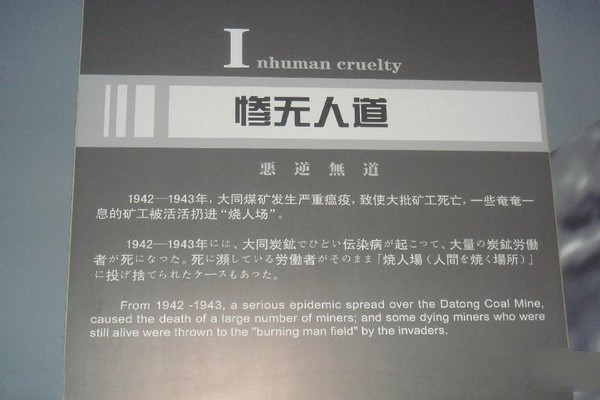 Inhuman cruelty
惨无人道
悪逆無道
1942—1943年，大同煤矿发生严重瘟疫，致使大批矿工死亡，一些奄奄一
息的矿工被活活扔进“烧人场”。
1942—1943年には、大同炭鉱でひどい伝染病が起こつて、大量の炭鉱労働
者が死になった。死に瀕している労働者がそのまま「焼人場（人間を焼く場所）」
に投げ捨てられたケースもあった。
From 1942 -1943, a serious epidemic spread over the Datong Coal Mine,
caused the death of a large number of miners; and some dying miners who were
still alive were thrown to the "burning man field" by the invaders.